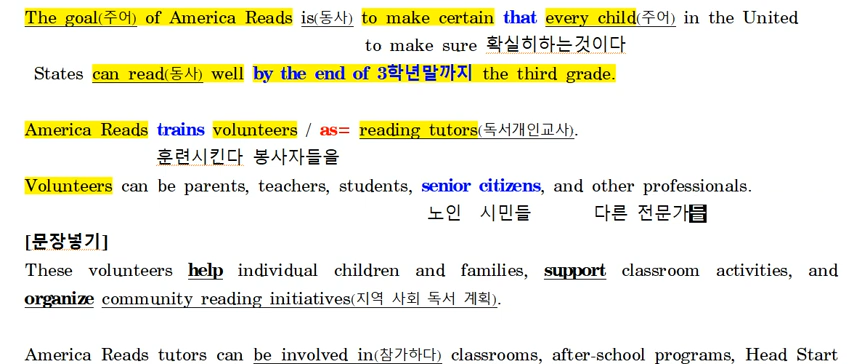 The goal(주어) of America Reads is(동사) to make certain that every child(주어) in the United
to make sure 확실히하는것이다
States can read(동사) well by the end of 3학년말까지 the third grade.
America Reads trains volunteers / as= reading tutors(독서개인교사).
훈련시킨다 봉사자들을
Volunteers can be parents, teachers, students, senior citizens, and other professionals.
노인 시민들 다른 전문가들
[문장넣기]
These volunteers help individual children and families, support classroom activities, and
organize community reading initiatives(지역 사회 독서 계획).
America Reads tutors can be involved in(참가하다) classrooms, after-school programs, Head Start